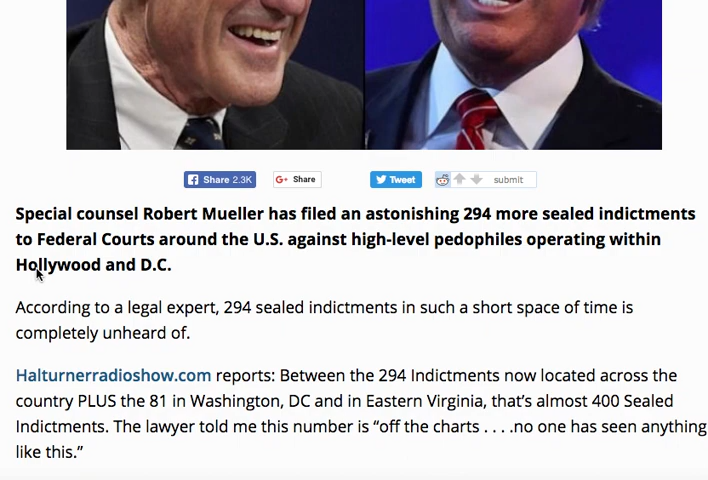 Share 2.3K
G+ Share
Tweet
submit
Special counsel Robert Mueller has filed an astonishing 294 more sealed indictments
to Federal Courts around the U.S. against high-level pedophiles operating within
Hollywood and D.C.
According to a legal expert, 294 sealed indictments in such a short space of time is
completely unheard of.
Halturnerradioshow.com reports: Between the 294 Indictments now located across the
country PLUS the 81 in Washington, DC and in Eastern Virginia, that's almost 400 Sealed
Indictments. The lawyer told me this number is “off the charts . . . .no one has seen anything
like this.”